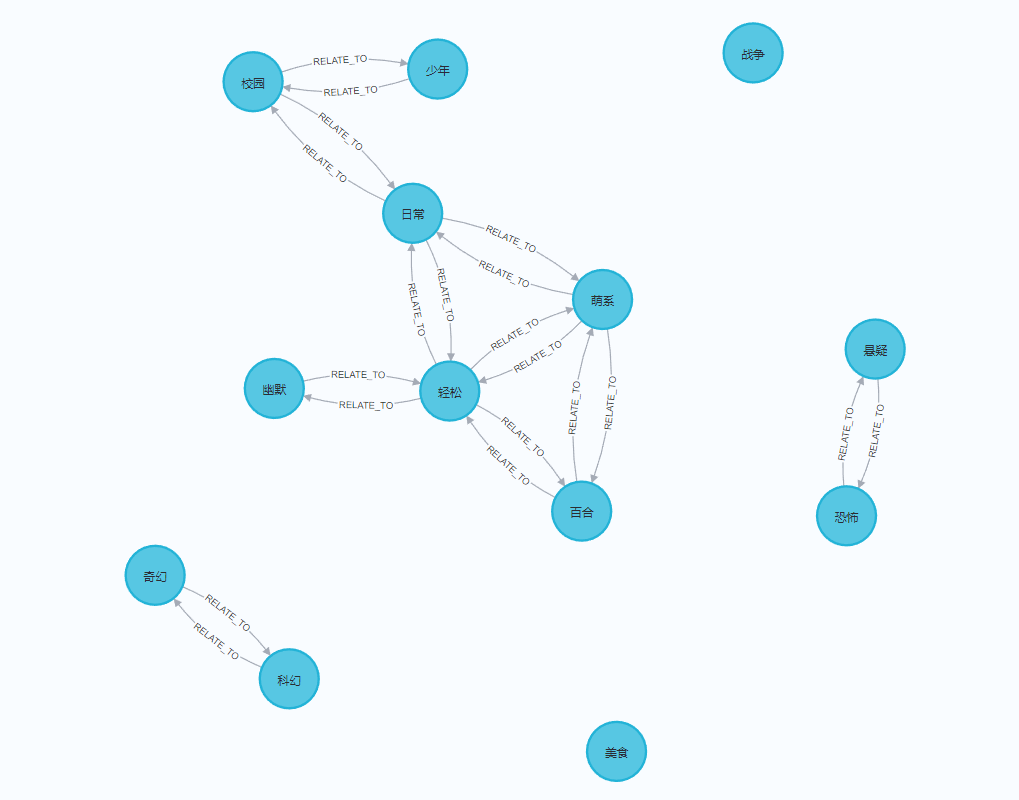 战争
RELATE_TO
少年
校园
RELATE_TO
RELATE_TO
RELATE_TO
日常
RELATE_TO
RELATE_TO
RELATE_TO
RELATE_TO
萌系
RELATE_TO
RELATE_TO
悬疑
幽默
RELATE_TO
RELATE_TO
轻松
RELATE_TO
RELATE_TO
RELATE_TO
RELATE_TO
RELATE_TO
RELATE_TO
百合
恐怖
奇幻
RELATE_TO
RELATE_TO
科幻
美食